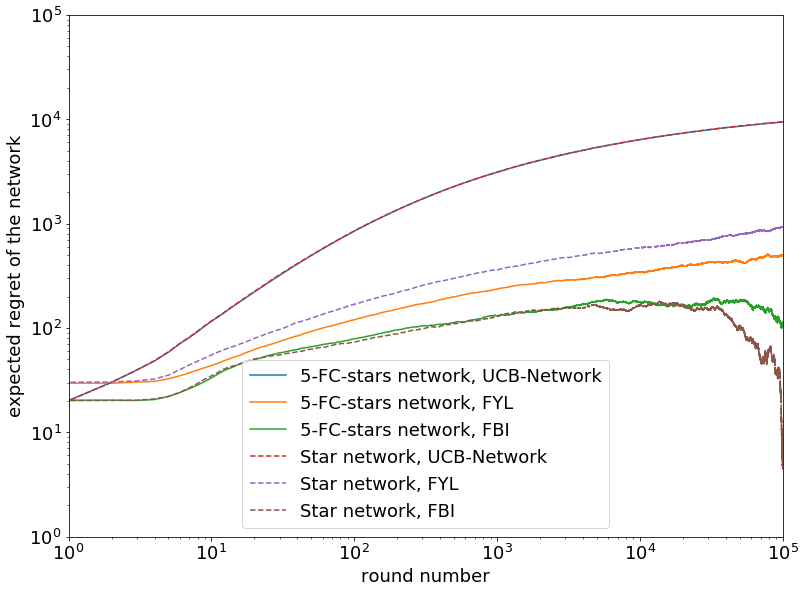 expected regret of the network
10^5
10^4
10^3
10^2
10^1
10^0
5-FC-stars network, UCB-Network
5-FC-stars network, FYL
5-FC-stars network, FBI
Star network, UCB-Network
Star network, FYL
Star network, FBI
10^0 10^1 10^2 10^3 10^4 10^5
round number